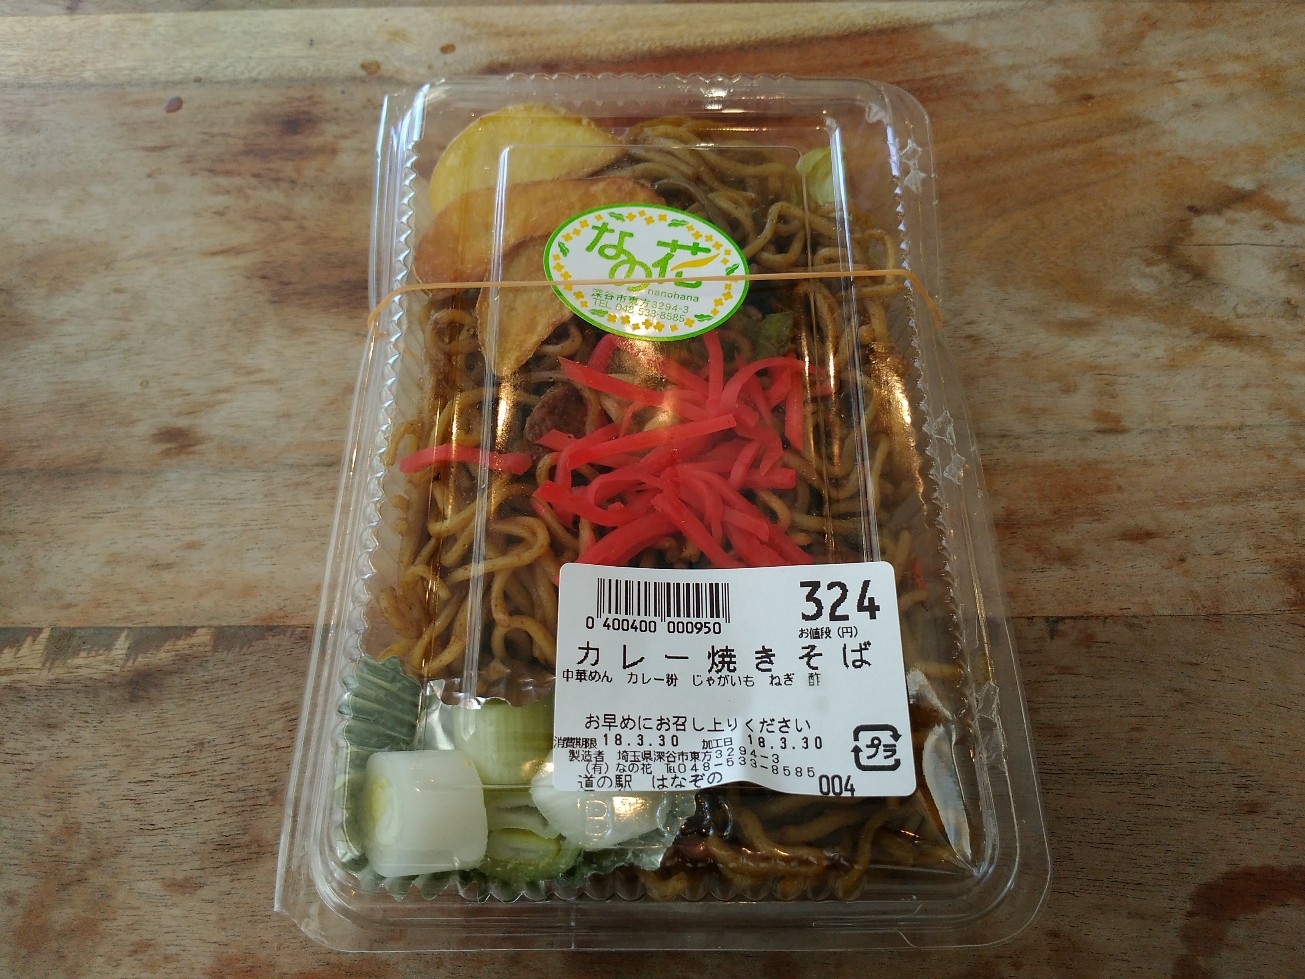 なの花
nanohana
深谷市東方3294-3
TEL 048-533-8585
324
0 400400 000950
お値段(円)
カレー焼きそば
中華めん カレー粉 じゃがいも ねぎ 酢
お早めにお召し上りください
消費期限 18.3.30 加工日 18.3.30
製造者 埼玉県深谷市東方3294-3
(有)なの花 ℡048-533-8585
道の駅 はなぞの
004
プラ